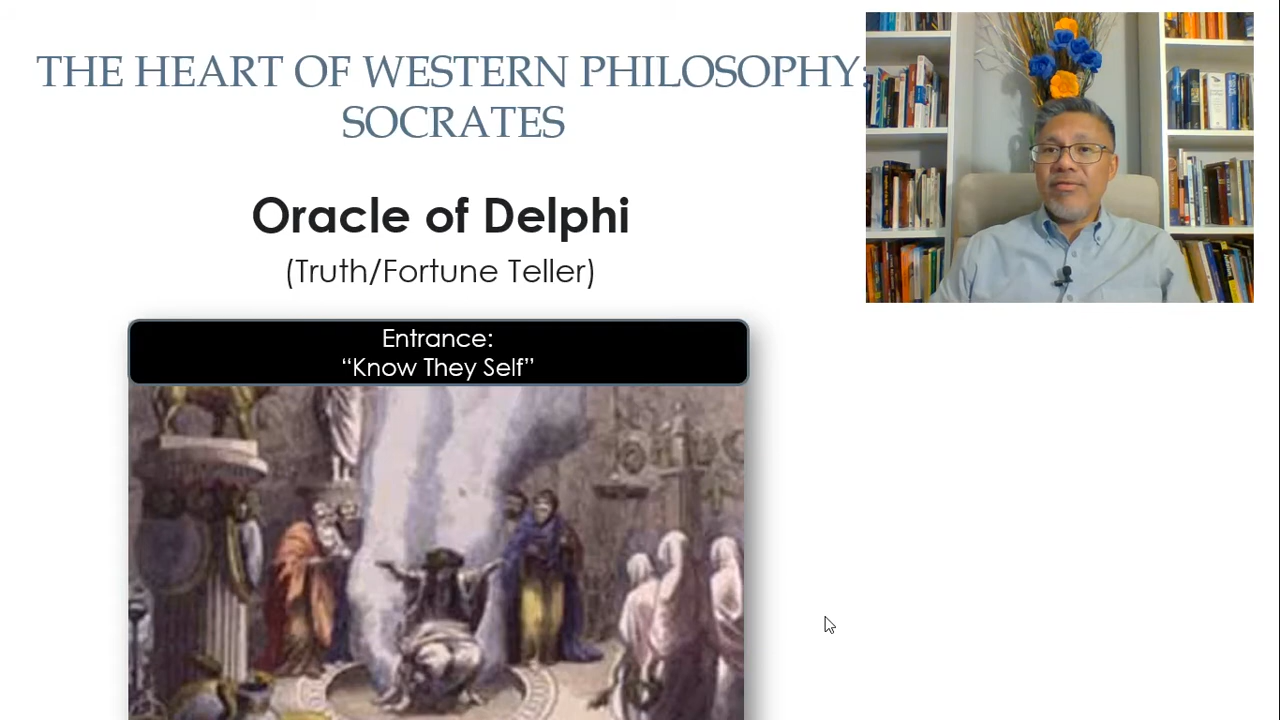 THE HEART OF WESTERN PHILOSOPHY:
SOCRATES
Oracle of Delphi
(Truth/Fortune Teller)
Entrance:
“Know They Self”